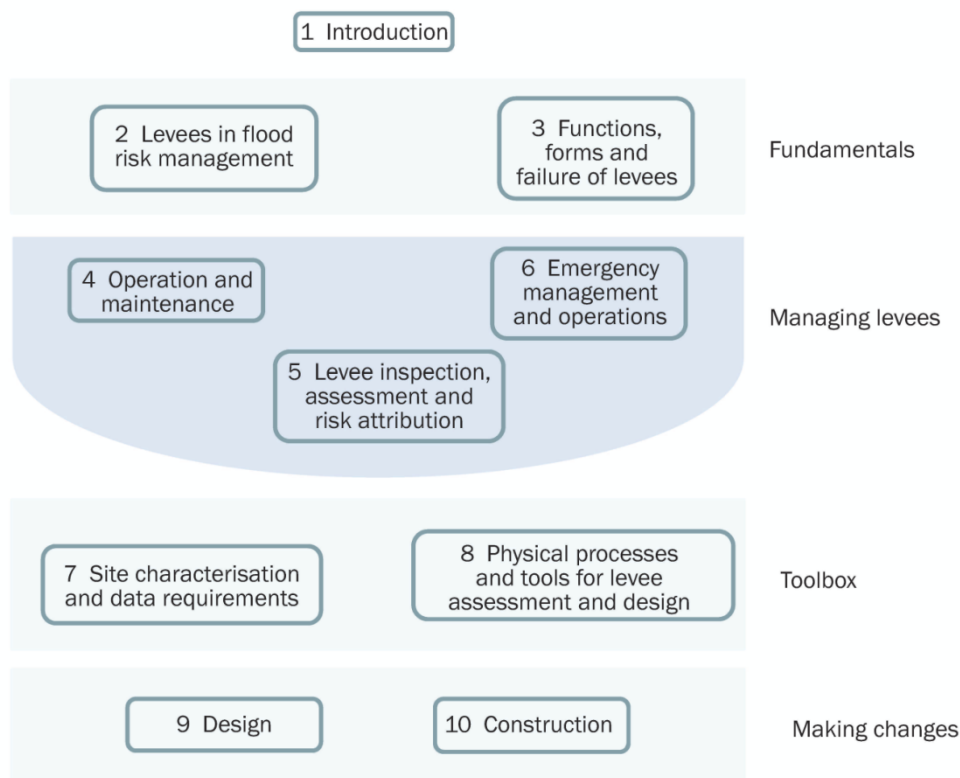 1 Introduction
2 Levees in flood
risk management
3 Functions,
forms and
failure of levees
Fundamentals
4 Operation and
maintenance
6 Emergency
management
and operations
Managing levees
5 Levee inspection,
assessment and
risk attribution
7 Site characterisation
and data requirements
8 Physical processes
and tools for levee
assessment and design
Toolbox
9 Design
10 Construction
Making changes